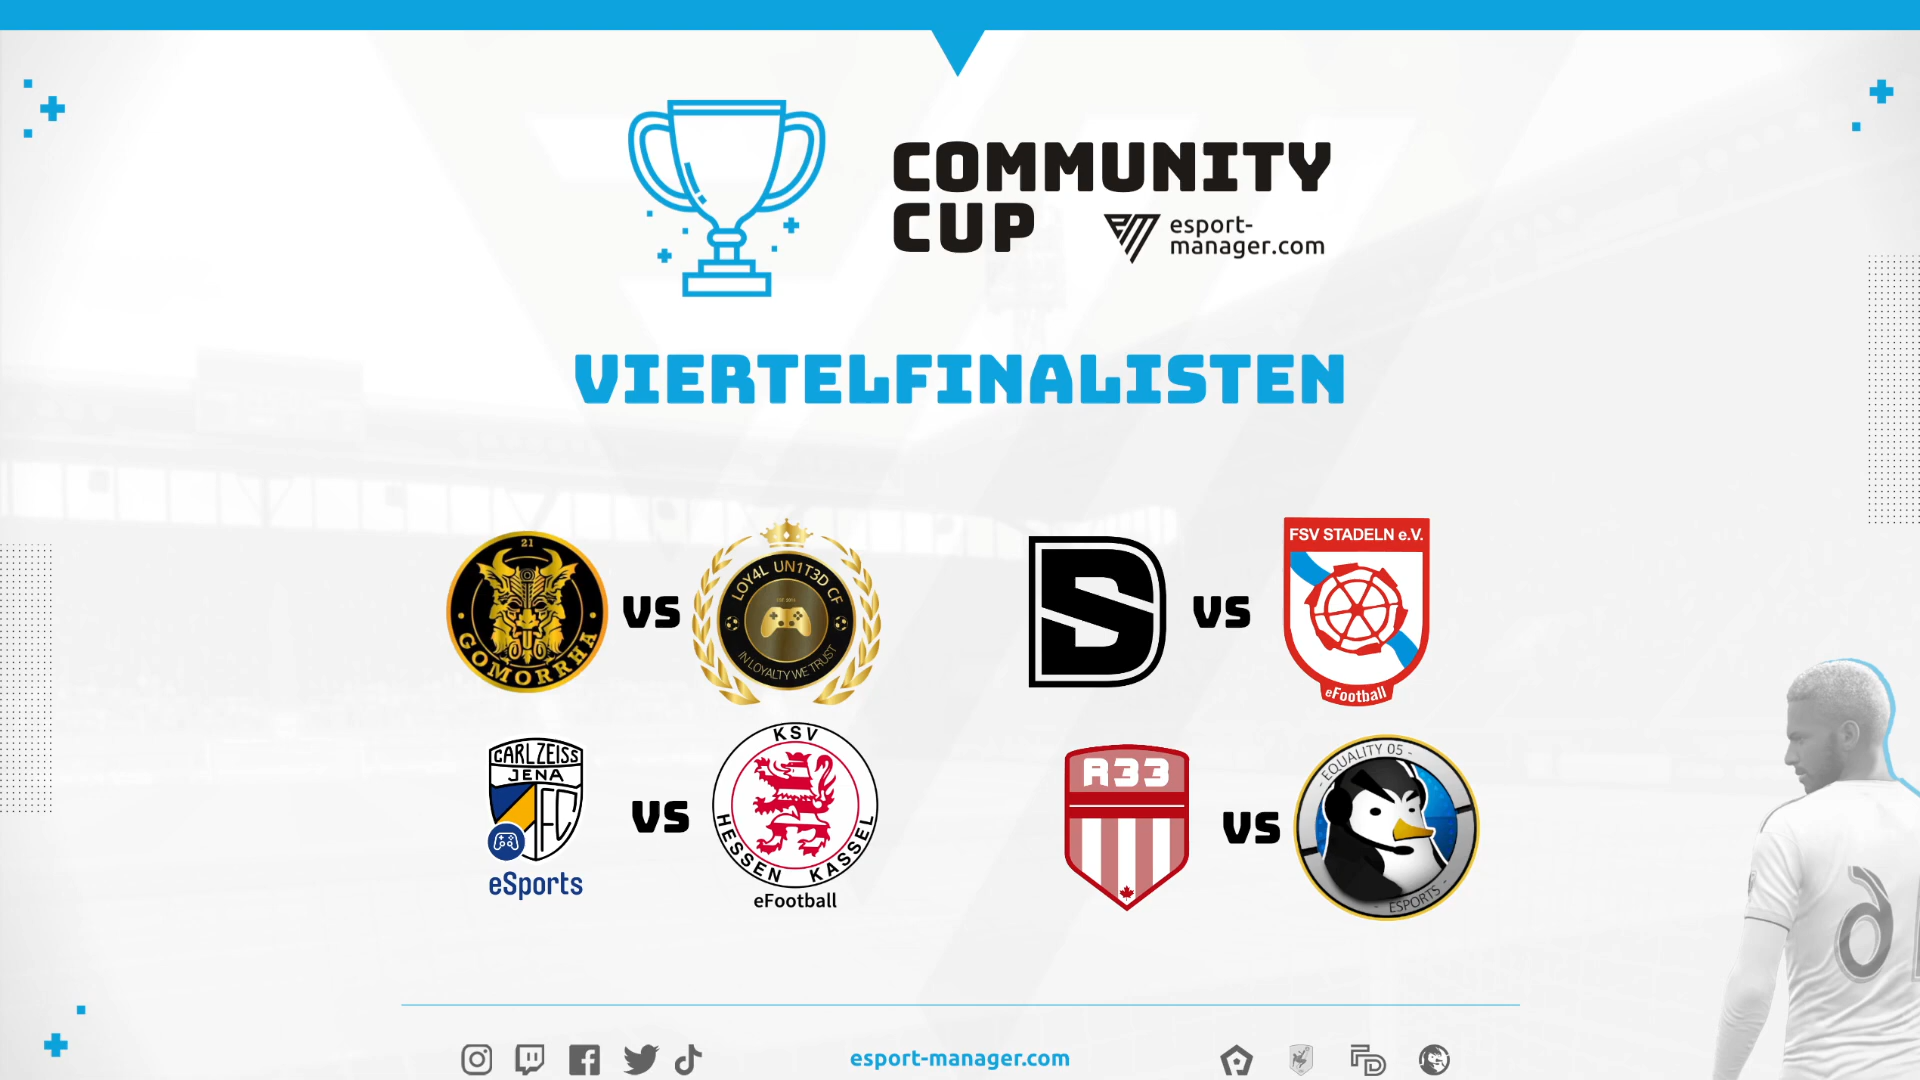 COMMUNITY
CUP
esport-
manager.com
VIERTELFINALISTEN
21
GOMORRHA
VS
LOY4L UN1T3D CF
IN LOYALTY WE TRUST
VS
FSV STADELN e.V.
eFootball
CARL ZEISS
JENA
FC
eSports
VS
KSV
HESSEN KASSEL
eFootball
R33
VS
- EQUALITY 05 -
- ESPORTS -
esport-manager.com